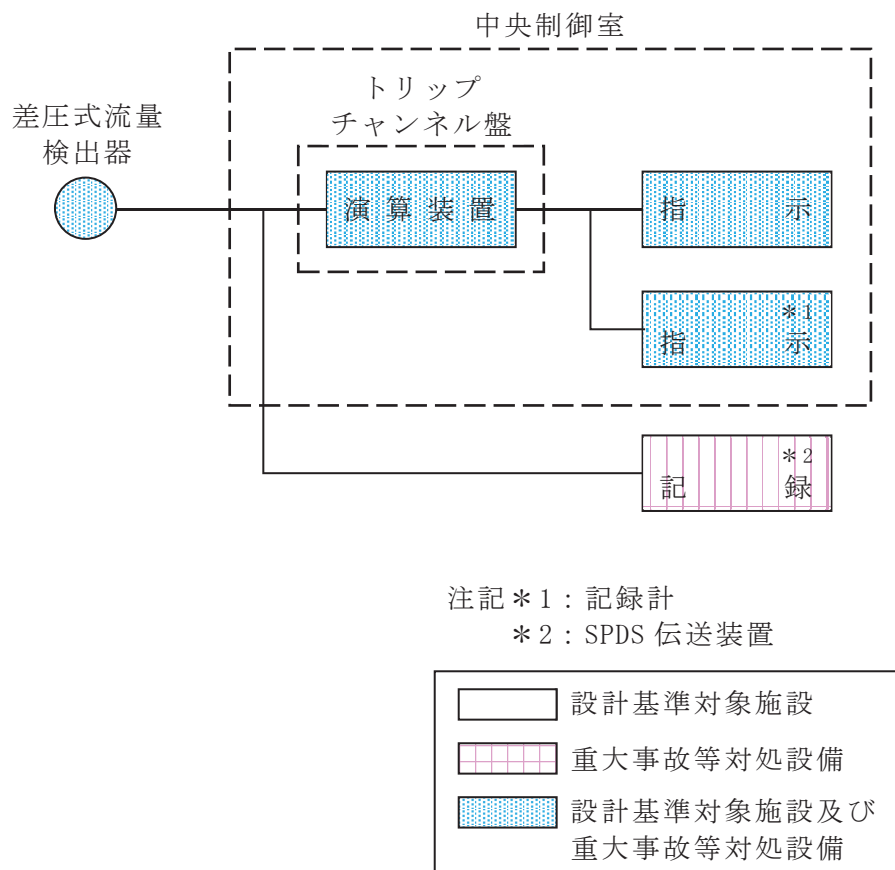 中央制御室
トリップ
チャンネル盤
差圧式流量
検出器
演算装置
指示
指示 *1
記録 *2
注記*1:記録計
*2:SPDS 伝送装置
設計基準対象施設
重大事故等対処設備
設計基準対象施設及び
重大事故等対処設備